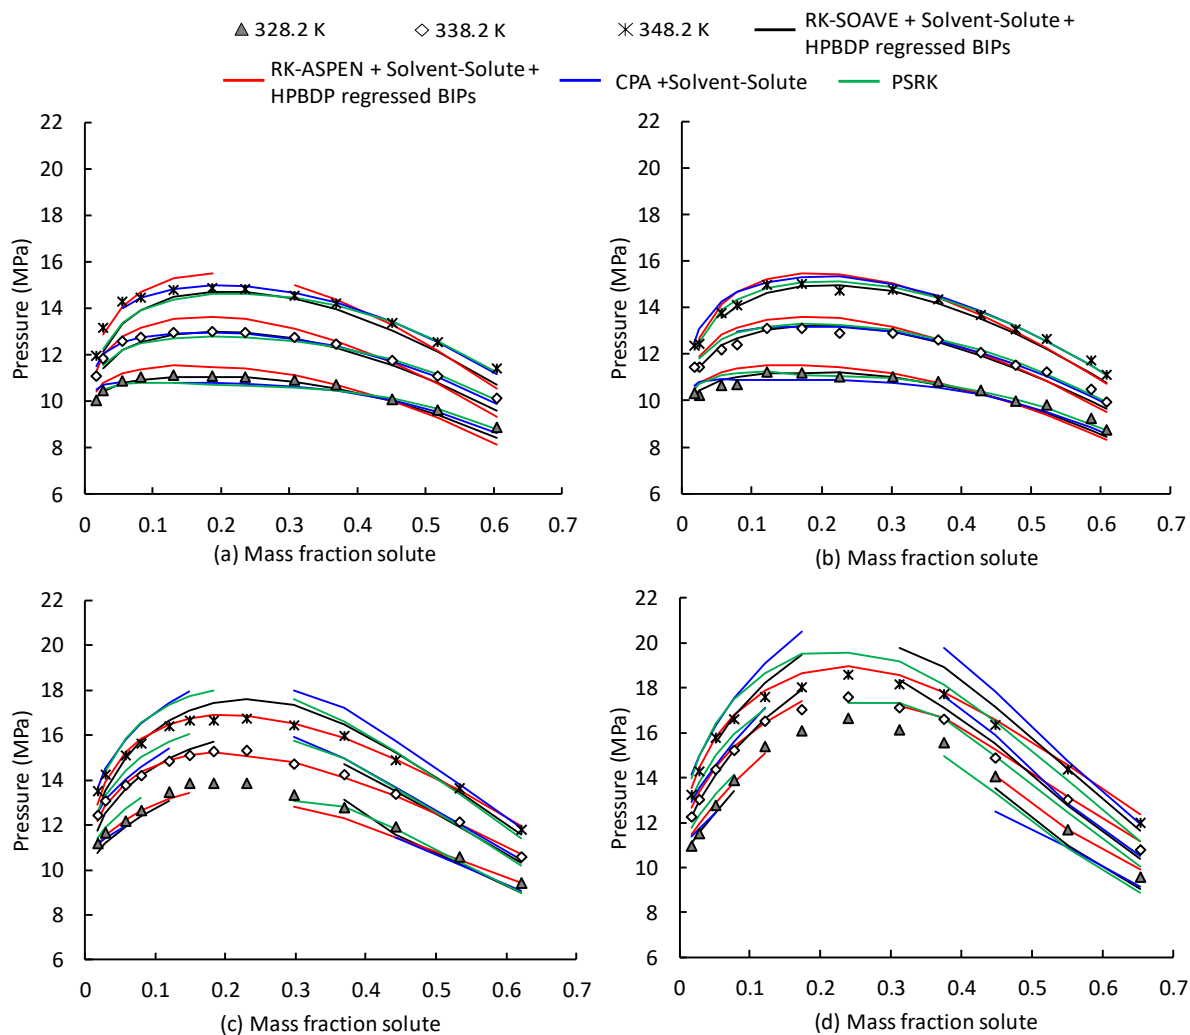 328.2 K 338.2 K 348.2 K RK-SOAVE + Solvent-Solute +
HPBDP regressed BIPs
RK-ASPEN + Solvent-Solute +
HPBDP regressed BIPs
CPA +Solvent-Solute PSRK
Pressure (MPa)
22
20
18
16
14
12
10
8
6
0 0.1 0.2 0.3 0.4 0.5 0.6 0.7
(a) Mass fraction solute
Pressure (MPa)
22
20
18
16
14
12
10
8
6
0 0.1 0.2 0.3 0.4 0.5 0.6 0.7
(b) Mass fraction solute
Pressure (MPa)
22
20
18
16
14
12
10
8
6
0 0.1 0.2 0.3 0.4 0.5 0.6 0.7
(c) Mass fraction solute
Pressure (MPa)
22
20
18
16
14
12
10
8
6
0 0.1 0.2 0.3 0.4 0.5 0.6 0.7
(d) Mass fraction solute